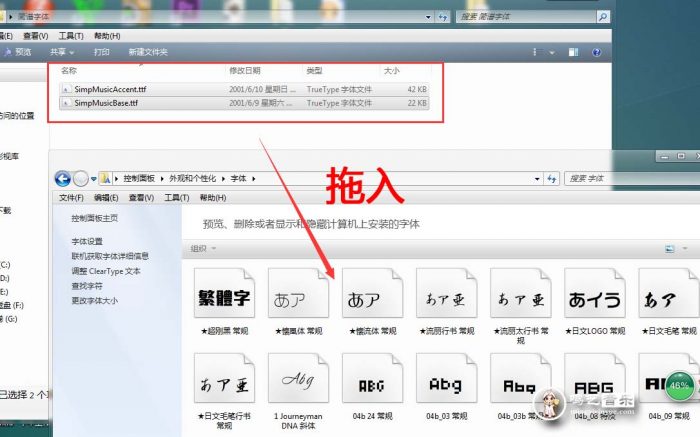 简谱字体
搜索 简谱字体
(E) 查看(V) 工具(T) 帮助(H)
预览 共享 打印 新建文件夹
名称 修改日期 类型 大小
SimpMusicAccent.ttf 2001/6/10 星期日 ... TrueType 字体文件 42 KB
SimpMusicBase.ttf 2001/6/9 星期六 ... TrueType 字体文件 22 KB
访问的位置
视库
下载
(C:)
(D:)
(E:)
盘 (F:)
(G:)
已选择 2 个
拖入
控制面板 外观和个性化 字体
搜索 字体
文件(F) 编辑(E) 查看(V) 工具(T) 帮助(H)
控制面板主页
字体设置
联机获取字体详细信息
调整 ClearType 文本
查找字符
更改字体大小
预览、删除或者显示和隐藏计算机上安装的字体
组织
繁體字 あア あア あア亜 あア亜 あイう あア
★超刚黑 常规 ★懐風体 常规 ★懐流体 常规 ★流丽行书 常规 ★流丽太行书 常规 ★日文LOGO 常规 ★日文毛笔 常规
あア亜 Abg ABG Abg Abg ABG
★日文毛笔行书 常规 1 Journeyman DNA 斜体 04b 24 常规 04b_03 常规 04b_03b 常规 04b_08 特浓 04b_09 常规
46%
音乐